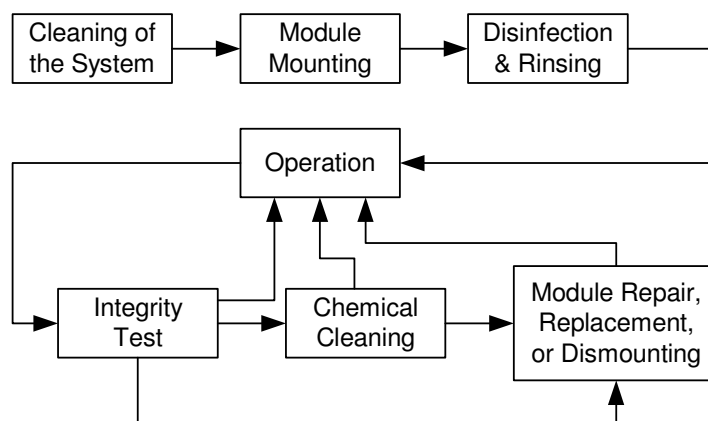 Cleaning of
the System
Module
Mounting
Disinfection
& Rinsing
Operation
Integrity
Test
Chemical
Cleaning
Module Repair,
Replacement,
or Dismounting